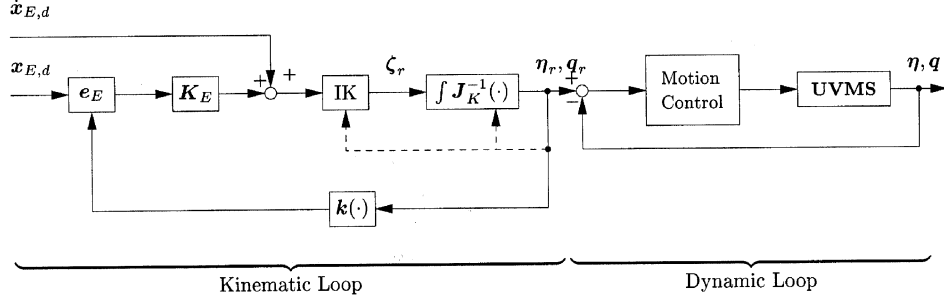 ẋ_{E,d}
x_{E,d}
e_E
K_E
+
+
IK
ζ_r
∫ J_K^{-1}(·)
η_r, q_r
+
−
Motion
Control
UVMS
η, q
k(·)
Kinematic Loop
Dynamic Loop